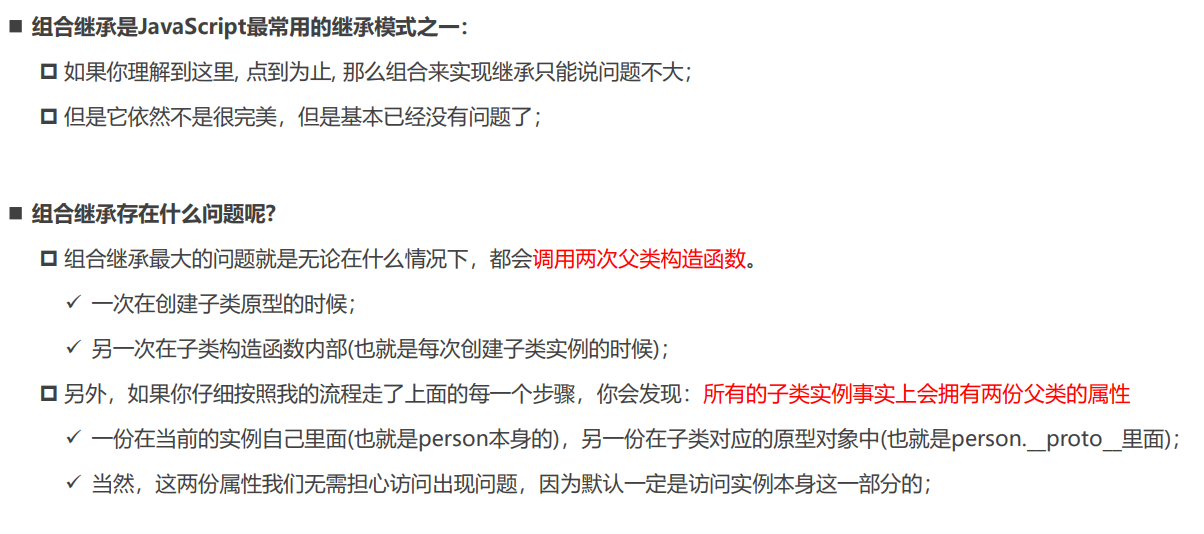 ■ 组合继承是JavaScript最常用的继承模式之一：
如果你理解到这里, 点到为止, 那么组合来实现继承只能说问题不大；
但是它依然不是很完美，但是基本已经没有问题了；
■ 组合继承存在什么问题呢?
组合继承最大的问题就是无论在什么情况下，都会调用两次父类构造函数。
✓ 一次在创建子类原型的时候；
✓ 另一次在子类构造函数内部(也就是每次创建子类实例的时候)；
另外，如果你仔细按照我的流程走了上面的每一个步骤，你会发现：所有的子类实例事实上会拥有两份父类的属性
✓ 一份在当前的实例自己里面(也就是person本身的)，另一份在子类对应的原型对象中(也就是person.__proto__里面)；
✓ 当然，这两份属性我们无需担心访问出现问题，因为默认一定是访问实例本身这一部分的；